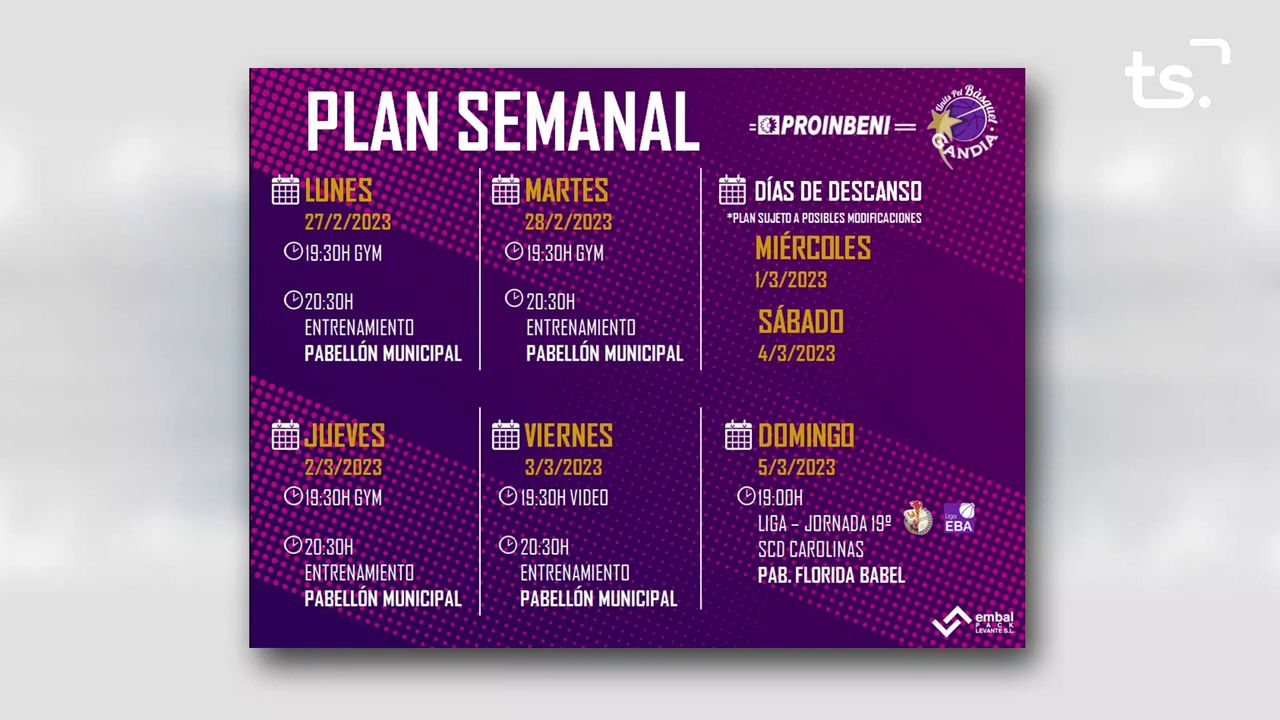 ts.
PLAN SEMANAL
PROINBENI
Units Pel Bàsquet
GANDIA
LUNES
27/2/2023
19:30H GYM
20:30H
ENTRENAMIENTO
PABELLÓN MUNICIPAL
MARTES
28/2/2023
19:30H GYM
20:30H
ENTRENAMIENTO
PABELLÓN MUNICIPAL
DÍAS DE DESCANSO
*PLAN SUJETO A POSIBLES MODIFICACIONES
MIÉRCOLES
1/3/2023
SÁBADO
4/3/2023
JUEVES
2/3/2023
19:30H GYM
20:30H
ENTRENAMIENTO
PABELLÓN MUNICIPAL
VIERNES
3/3/2023
19:30H VIDEO
20:30H
ENTRENAMIENTO
PABELLÓN MUNICIPAL
DOMINGO
5/3/2023
19:00H
LIGA – JORNADA 19º
SCD CAROLINAS
PAB. FLORIDA BABEL
Liga
EBA
embal
PACK
LEVANTE S.L.